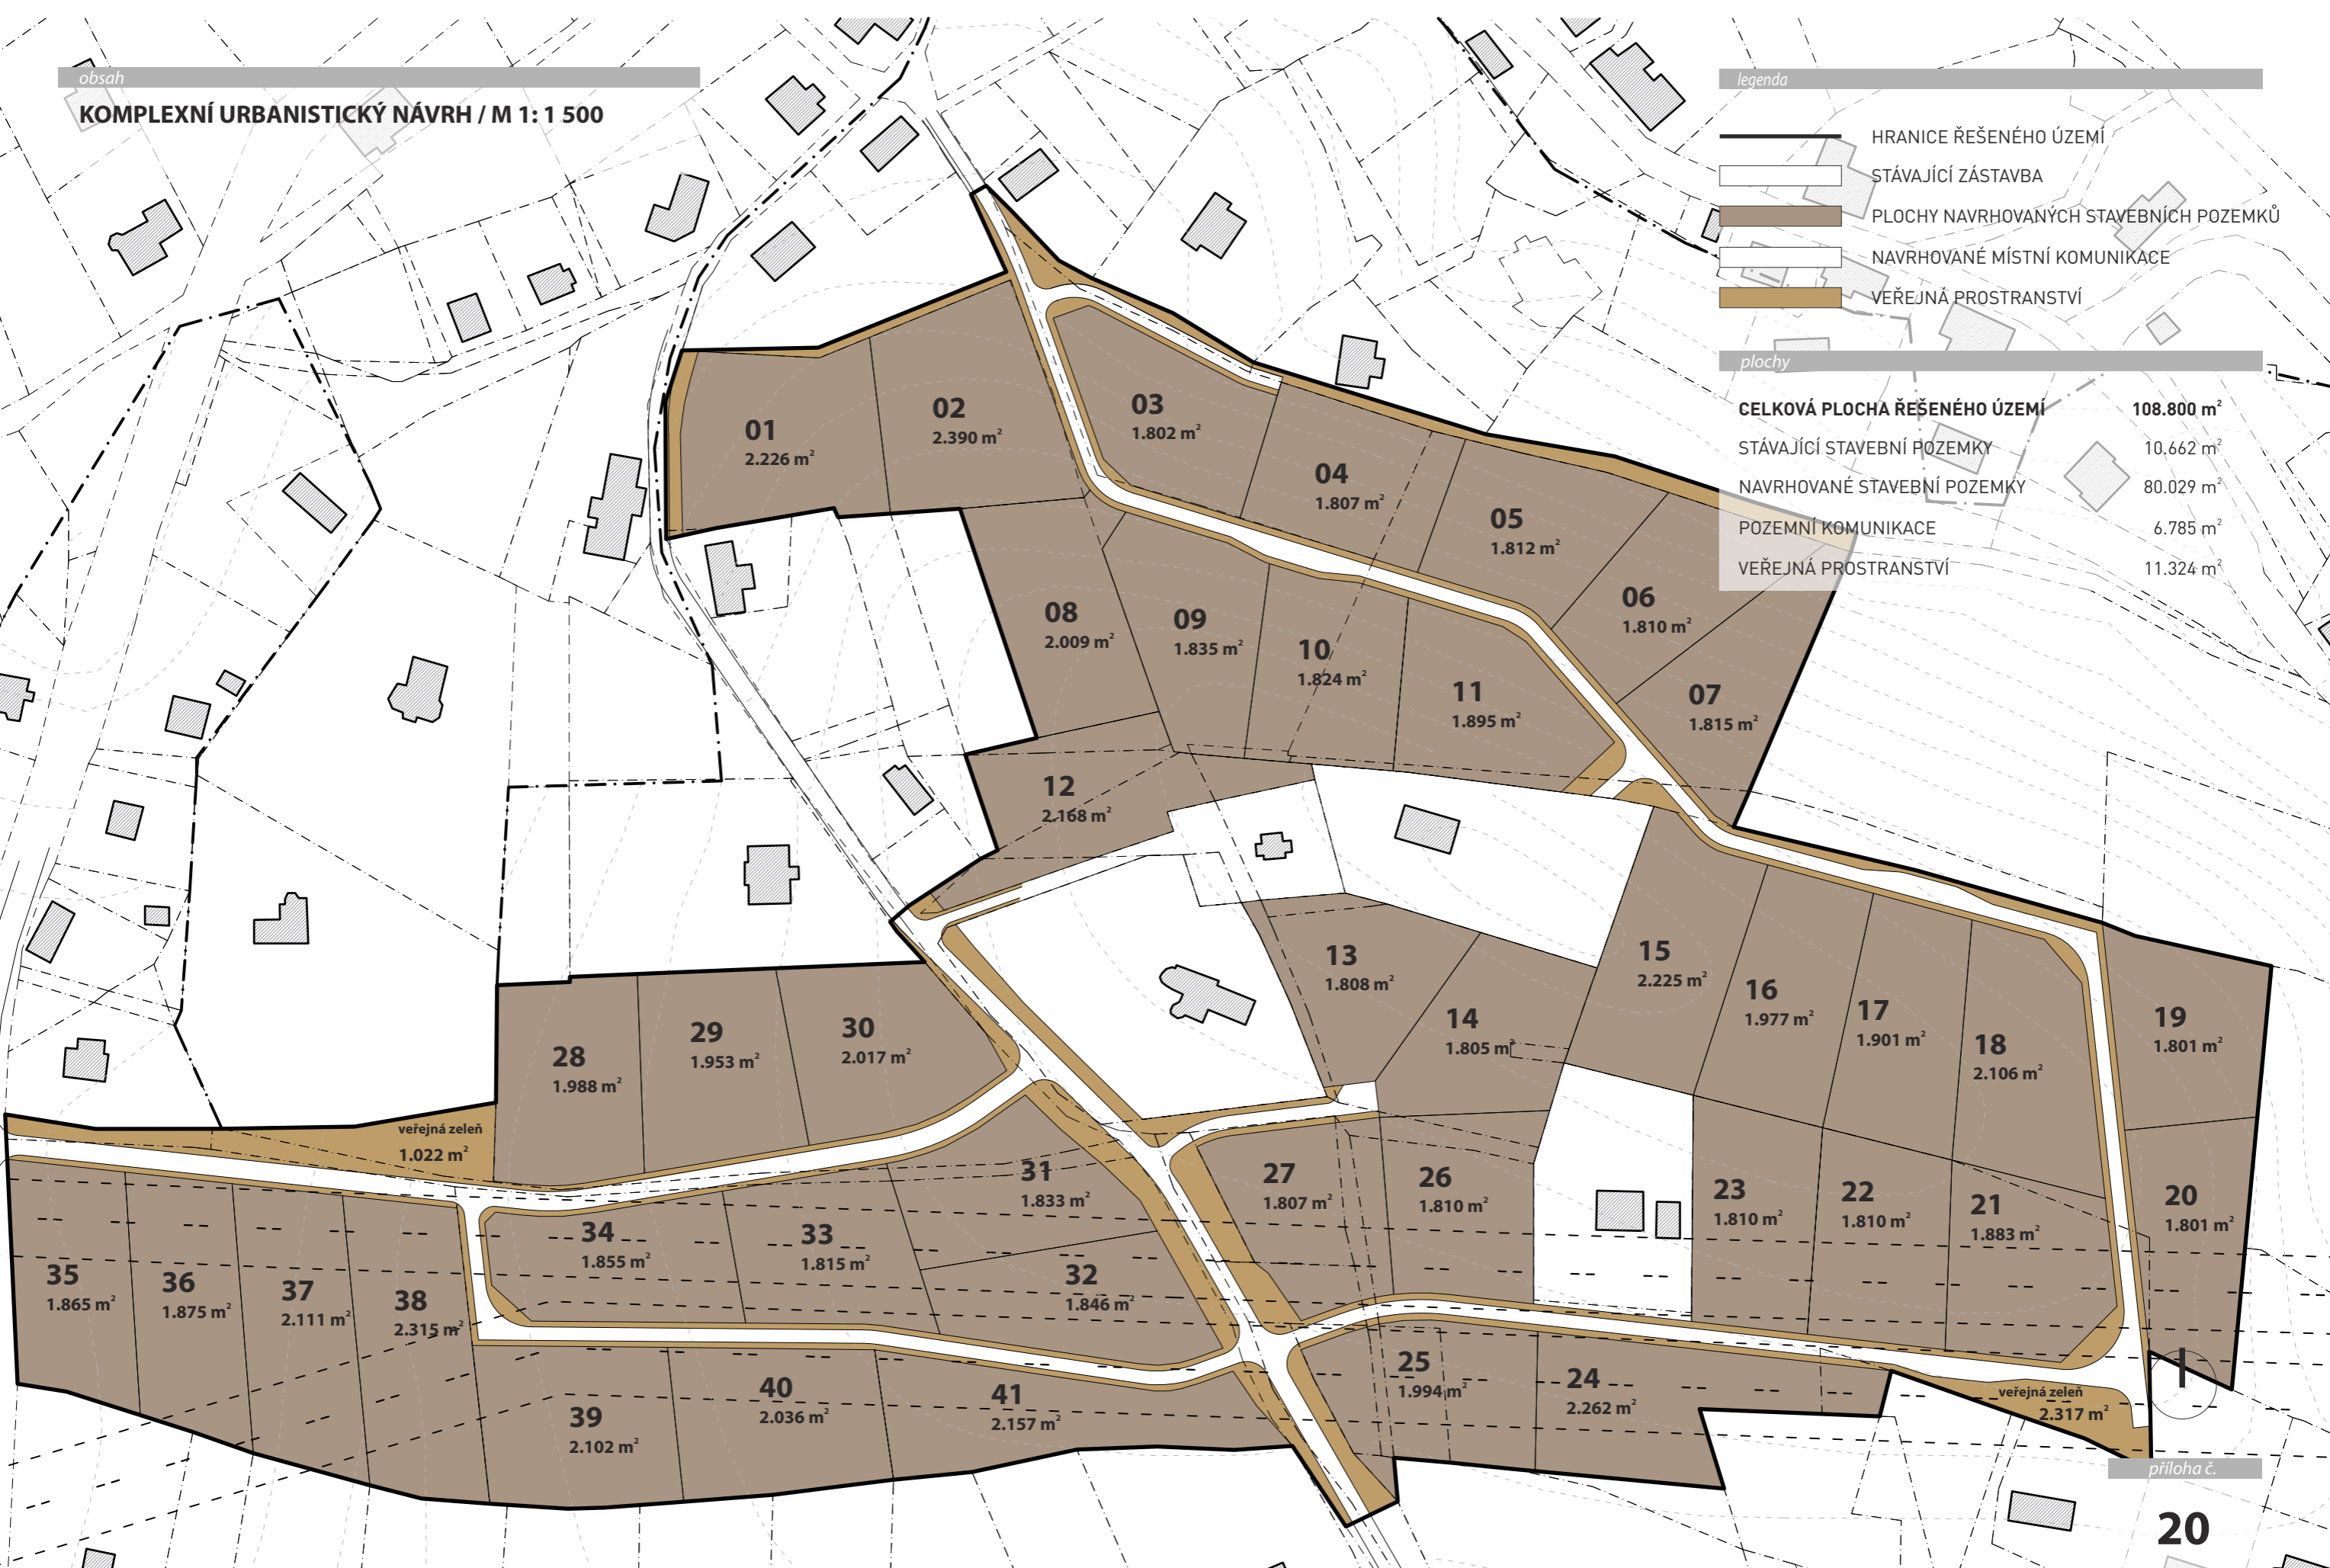 obsah
KOMPLEXNÍ URBANISTICKÝ NÁVRH / M 1: 1 500
legenda
HRANICE ŘEŠENÉHO ÚZEMÍ
STÁVAJÍCÍ ZÁSTAVBA
PLOCHY NAVRHOVANÝCH STAVEBNÍCH POZEMKŮ
NAVRHOVANÉ MÍSTNÍ KOMUNIKACE
VEŘEJNÁ PROSTRANSTVÍ
plochy
CELKOVÁ PLOCHA ŘEŠENÉHO ÚZEMÍ 108.800 m²
STÁVAJÍCÍ STAVEBNÍ POZEMKY 10.662 m²
NAVRHOVANÉ STAVEBNÍ POZEMKY 80.029 m²
POZEMNÍ KOMUNIKACE 6.785 m²
VEŘEJNÁ PROSTRANSTVÍ 11.324 m²
01
2.226 m²
02
2.390 m²
03
1.802 m²
04
1.807 m²
05
1.812 m²
06
1.810 m²
07
1.815 m²
08
2.009 m²
09
1.835 m²
10
1.824 m²
11
1.895 m²
12
2.168 m²
13
1.808 m²
14
1.805 m²
15
2.225 m²
16
1.977 m²
17
1.901 m²
18
2.106 m²
19
1.801 m²
20
1.801 m²
21
1.883 m²
22
1.810 m²
23
1.810 m²
24
2.262 m²
25
1.994 m²
26
1.810 m²
27
1.807 m²
28
1.988 m²
29
1.953 m²
30
2.017 m²
31
1.833 m²
32
1.846 m²
33
1.815 m²
34
1.855 m²
35
1.865 m²
36
1.875 m²
37
2.111 m²
38
2.315 m²
39
2.102 m²
40
2.036 m²
41
2.157 m²
veřejná zeleň
1.022 m²
veřejná zeleň
2.317 m²
příloha č.
20